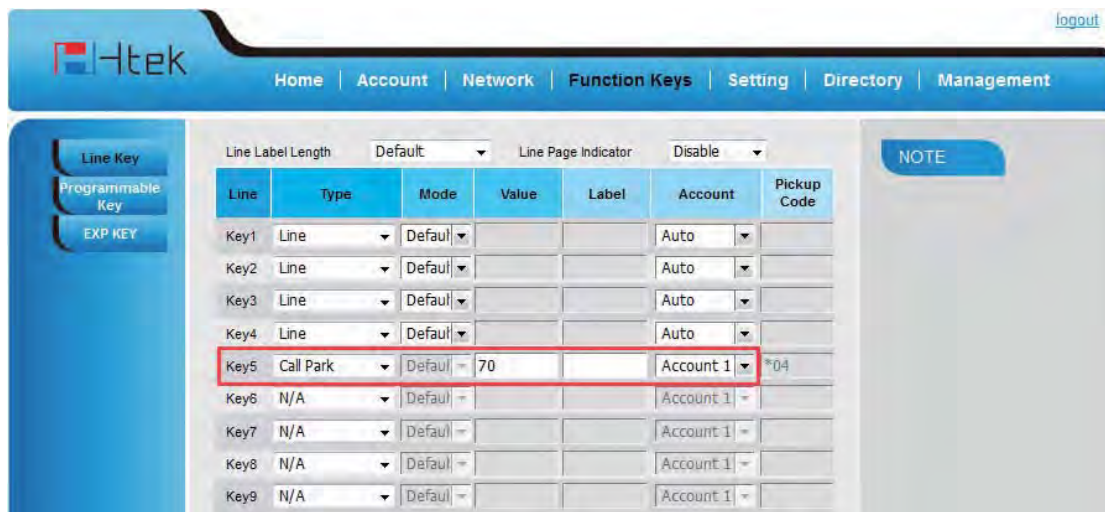 logout
Htek
Home | Account | Network | Function Keys | Setting | Directory | Management
Line Key
Programmable Key
EXP KEY
Line Label Length Default Line Page Indicator Disable
NOTE
Line Type Mode Value Label Account Pickup Code
Key1 Line Defaul Auto
Key2 Line Defaul Auto
Key3 Line Defaul Auto
Key4 Line Defaul Auto
Key5 Call Park Defaul 70 Account 1 *04
Key6 N/A Defaul Account 1
Key7 N/A Defaul Account 1
Key8 N/A Defaul Account 1
Key9 N/A Defaul Account 1